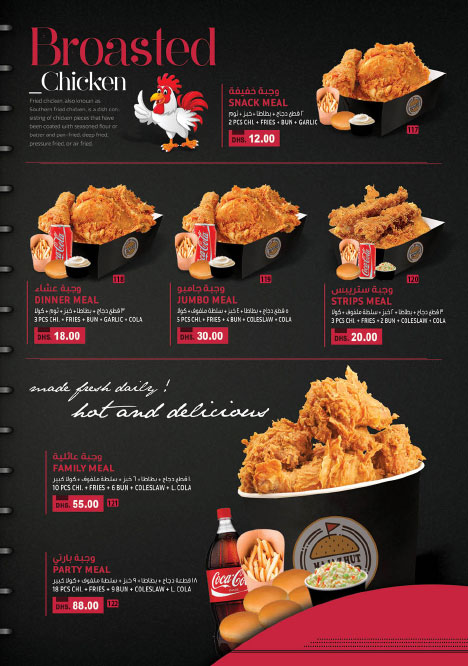 Broasted
_Chicken
Fried chicken also known as
Southern fried chicken, is a dish con-
sisting of chicken pieces that have
been coated with seasoned flour or
batter and pan-fried, deep fried,
pressure fried, or air fried.
وجبة خفيفة
SNACK MEAL
٢ قطع دجاج + بطاطا + خبز + ثوم
2 PCS CHI. + FRIES + BUN + GARLIC
DHS. 12.00
117
118
وجبة عشاء
DINNER MEAL
٣ قطع دجاج + بطاطا + خبز + ثوم + كولا
3 PCS CHI. + FRIES + BUN + GARLIC + COLA
DHS. 18.00
119
وجبة جامبو
JUMBO MEAL
٥ قطع دجاج + بطاطا + ٤ خبز + سلطة ملفوف + كولا
5 PCS CHI. + FRIES + 4 BUN + COLESLAW + COLA
DHS. 30.00
120
وجبة ستريبس
STRIPS MEAL
٣ قطع دجاج + بطاطا + ٢ خبز + سلطة ملفوف + كولا
3 PCS CHI. + FRIES + 2 BUN + COLESLAW + COLA
DHS. 20.00
made fresh daily !
hot and delicious
وجبة عائلية
FAMILY MEAL
١٠ قطع دجاج + بطاطا + ٦ خبز + سلطة ملفوف + كولا كبير
10 PCS CHI. + FRIES + 6 BUN + COLESLAW + L. COLA
DHS. 55.00 121
وجبة بارتي
PARTY MEAL
١٨ قطعة دجاج + بطاطا + ٩ خبز + سلطة ملفوف + كولا كبير
18 PCS CHI. + FRIES + 9 BUN + COLESLAW + L. COLA
DHS. 88.00 122
Coca-Cola